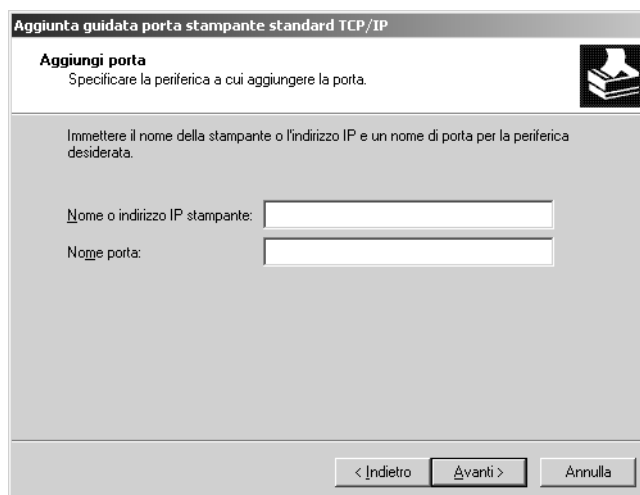 Aggiunta guidata porta stampante standard TCP/IP
Aggiungi porta
Specificare la periferica a cui aggiungere la porta.
Immettere il nome della stampante o l'indirizzo IP e un nome di porta per la periferica
desiderata.
Nome o indirizzo IP stampante:
Nome porta:
< Indietro
Avanti >
Annulla